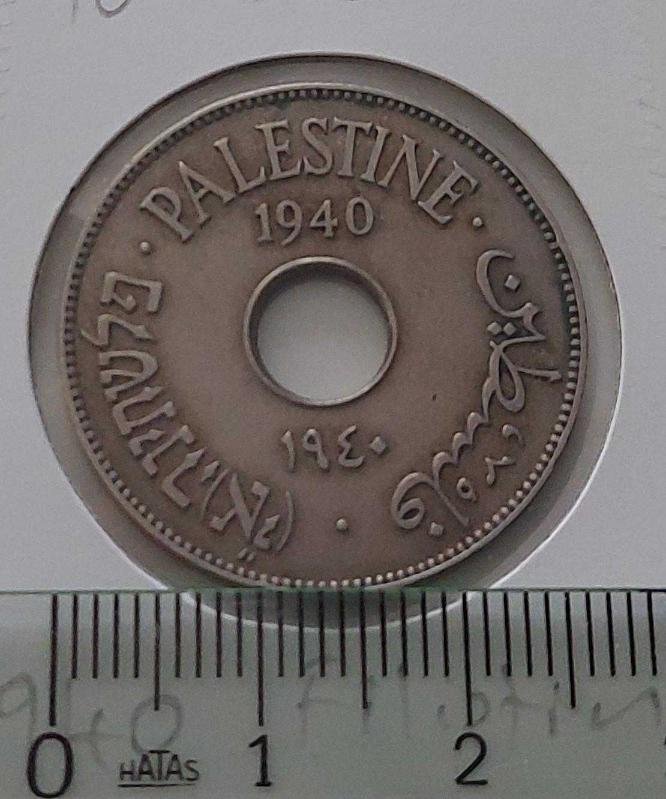 PALESTINE
1940
فلسطين
פלשתינה (א״י)
١٩٤٠
0 1 2
HATAS